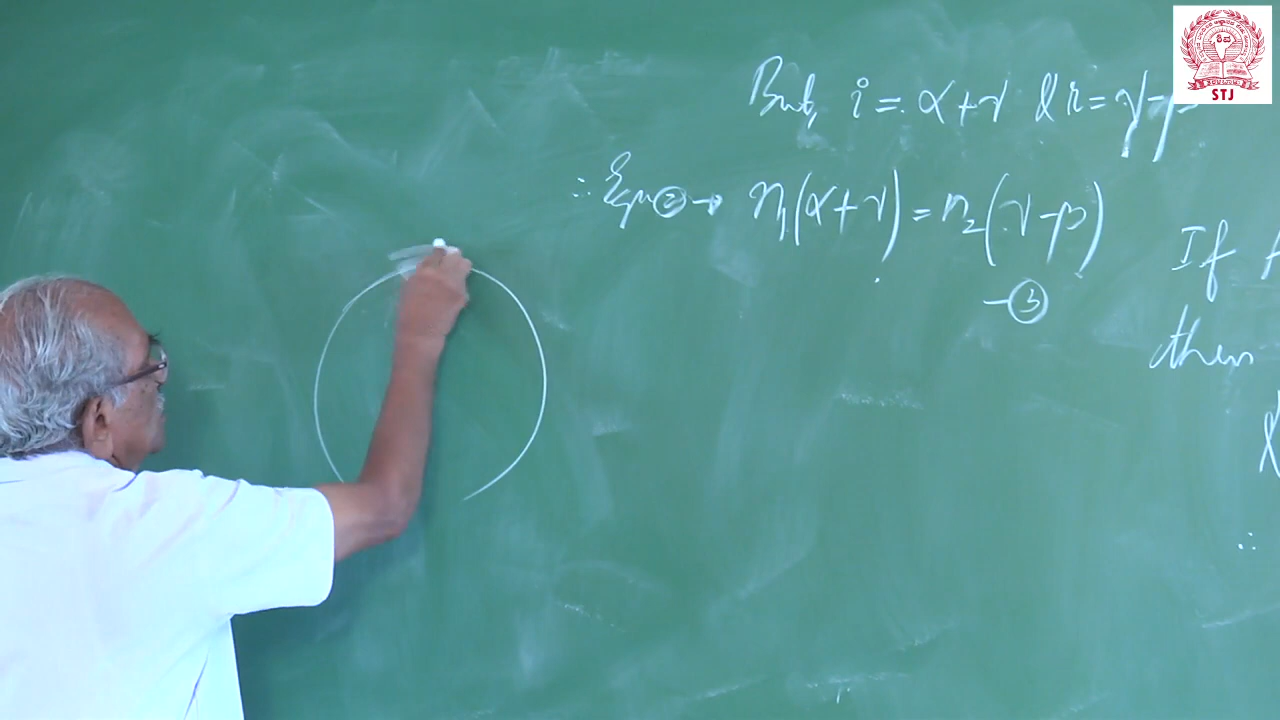 But, i = α+γ & r = γ-β
∴ Eqn ② → n₁(α+γ) = n₂(γ-β)
-③
If
then
&
∴
STJ